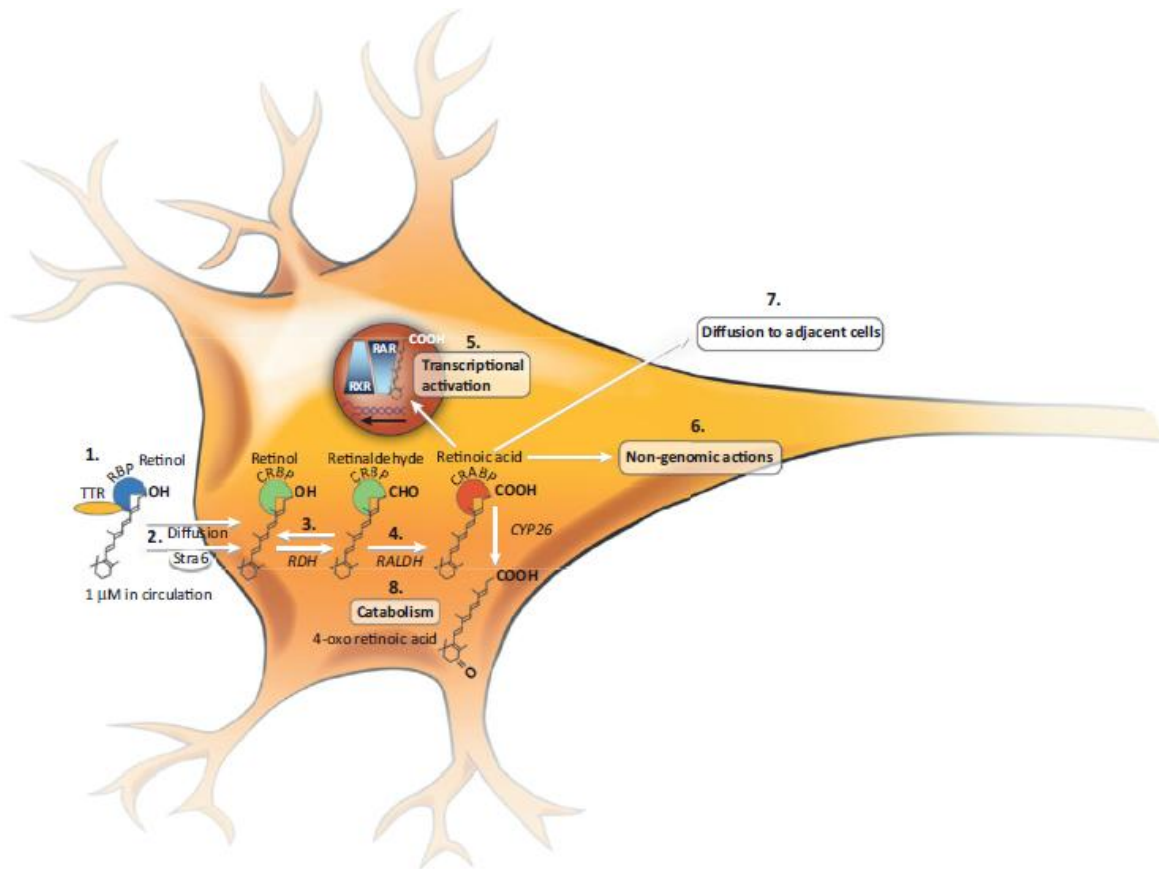 7.
Diffusion to adjacent cells
COOH
RAR
RXR
5.
Transcriptional
activation
6.
Non-genomic actions
1.
RBP
Retinol
TTR
OH
2.
Diffusion
Stra6
1 μM in circulation
Retinol
CRBP
OH
3.
RDH
Retinaldehyde
CRBP
CHO
4.
RALDH
Retinoic acid
CRABP
COOH
CYP26
COOH
8.
Catabolism
4-oxo retinoic acid
O